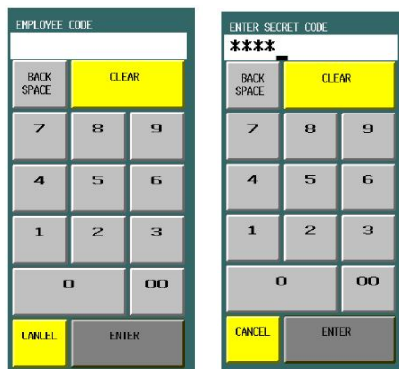 EMPLOYEE CODE
BACK SPACE
CLEAR
7 8 9
4 5 6
1 2 3
0 00
CANCEL ENTER
ENTER SECRET CODE
****
BACK SPACE
CLEAR
7 8 9
4 5 6
1 2 3
0 00
CANCEL ENTER